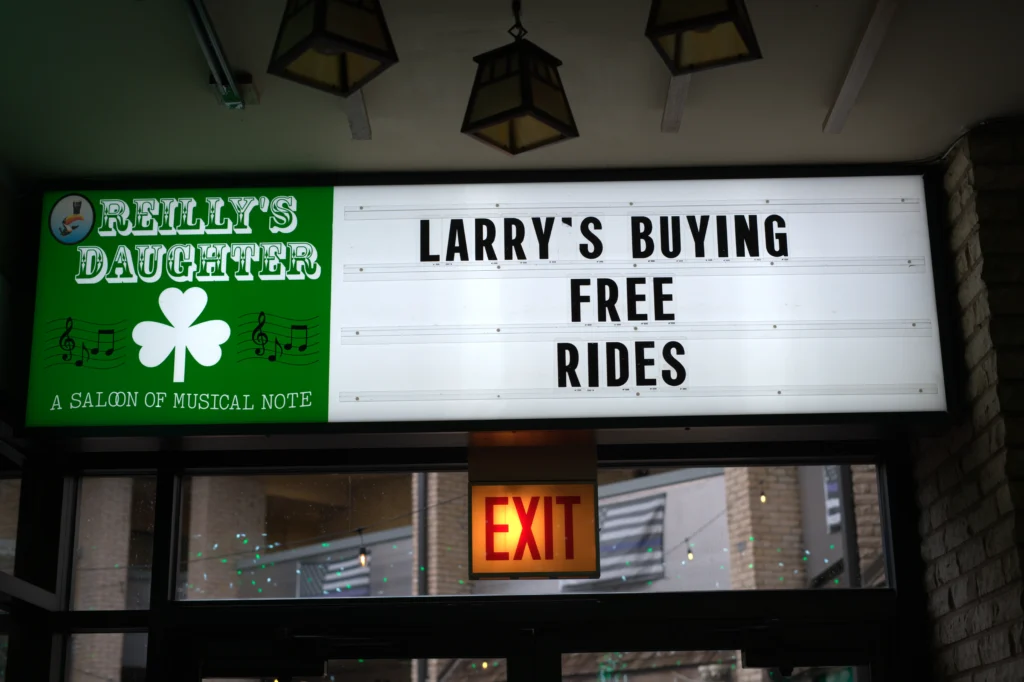 REILLY'S
DAUGHTER
A SALOON OF MUSICAL NOTE
LARRY'S BUYING
FREE
RIDES
EXIT